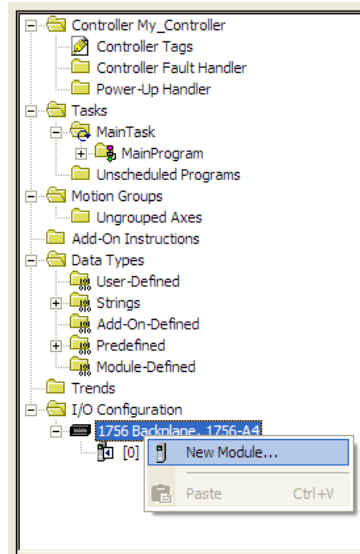 Controller My_Controller
Controller Tags
Controller Fault Handler
Power-Up Handler
Tasks
MainTask
MainProgram
Unscheduled Programs
Motion Groups
Ungrouped Axes
Add-On Instructions
Data Types
User-Defined
Strings
Add-On-Defined
Predefined
Module-Defined
Trends
I/O Configuration
1756 Backplane, 1756-A4
[0]
New Module...
Paste Ctrl+V